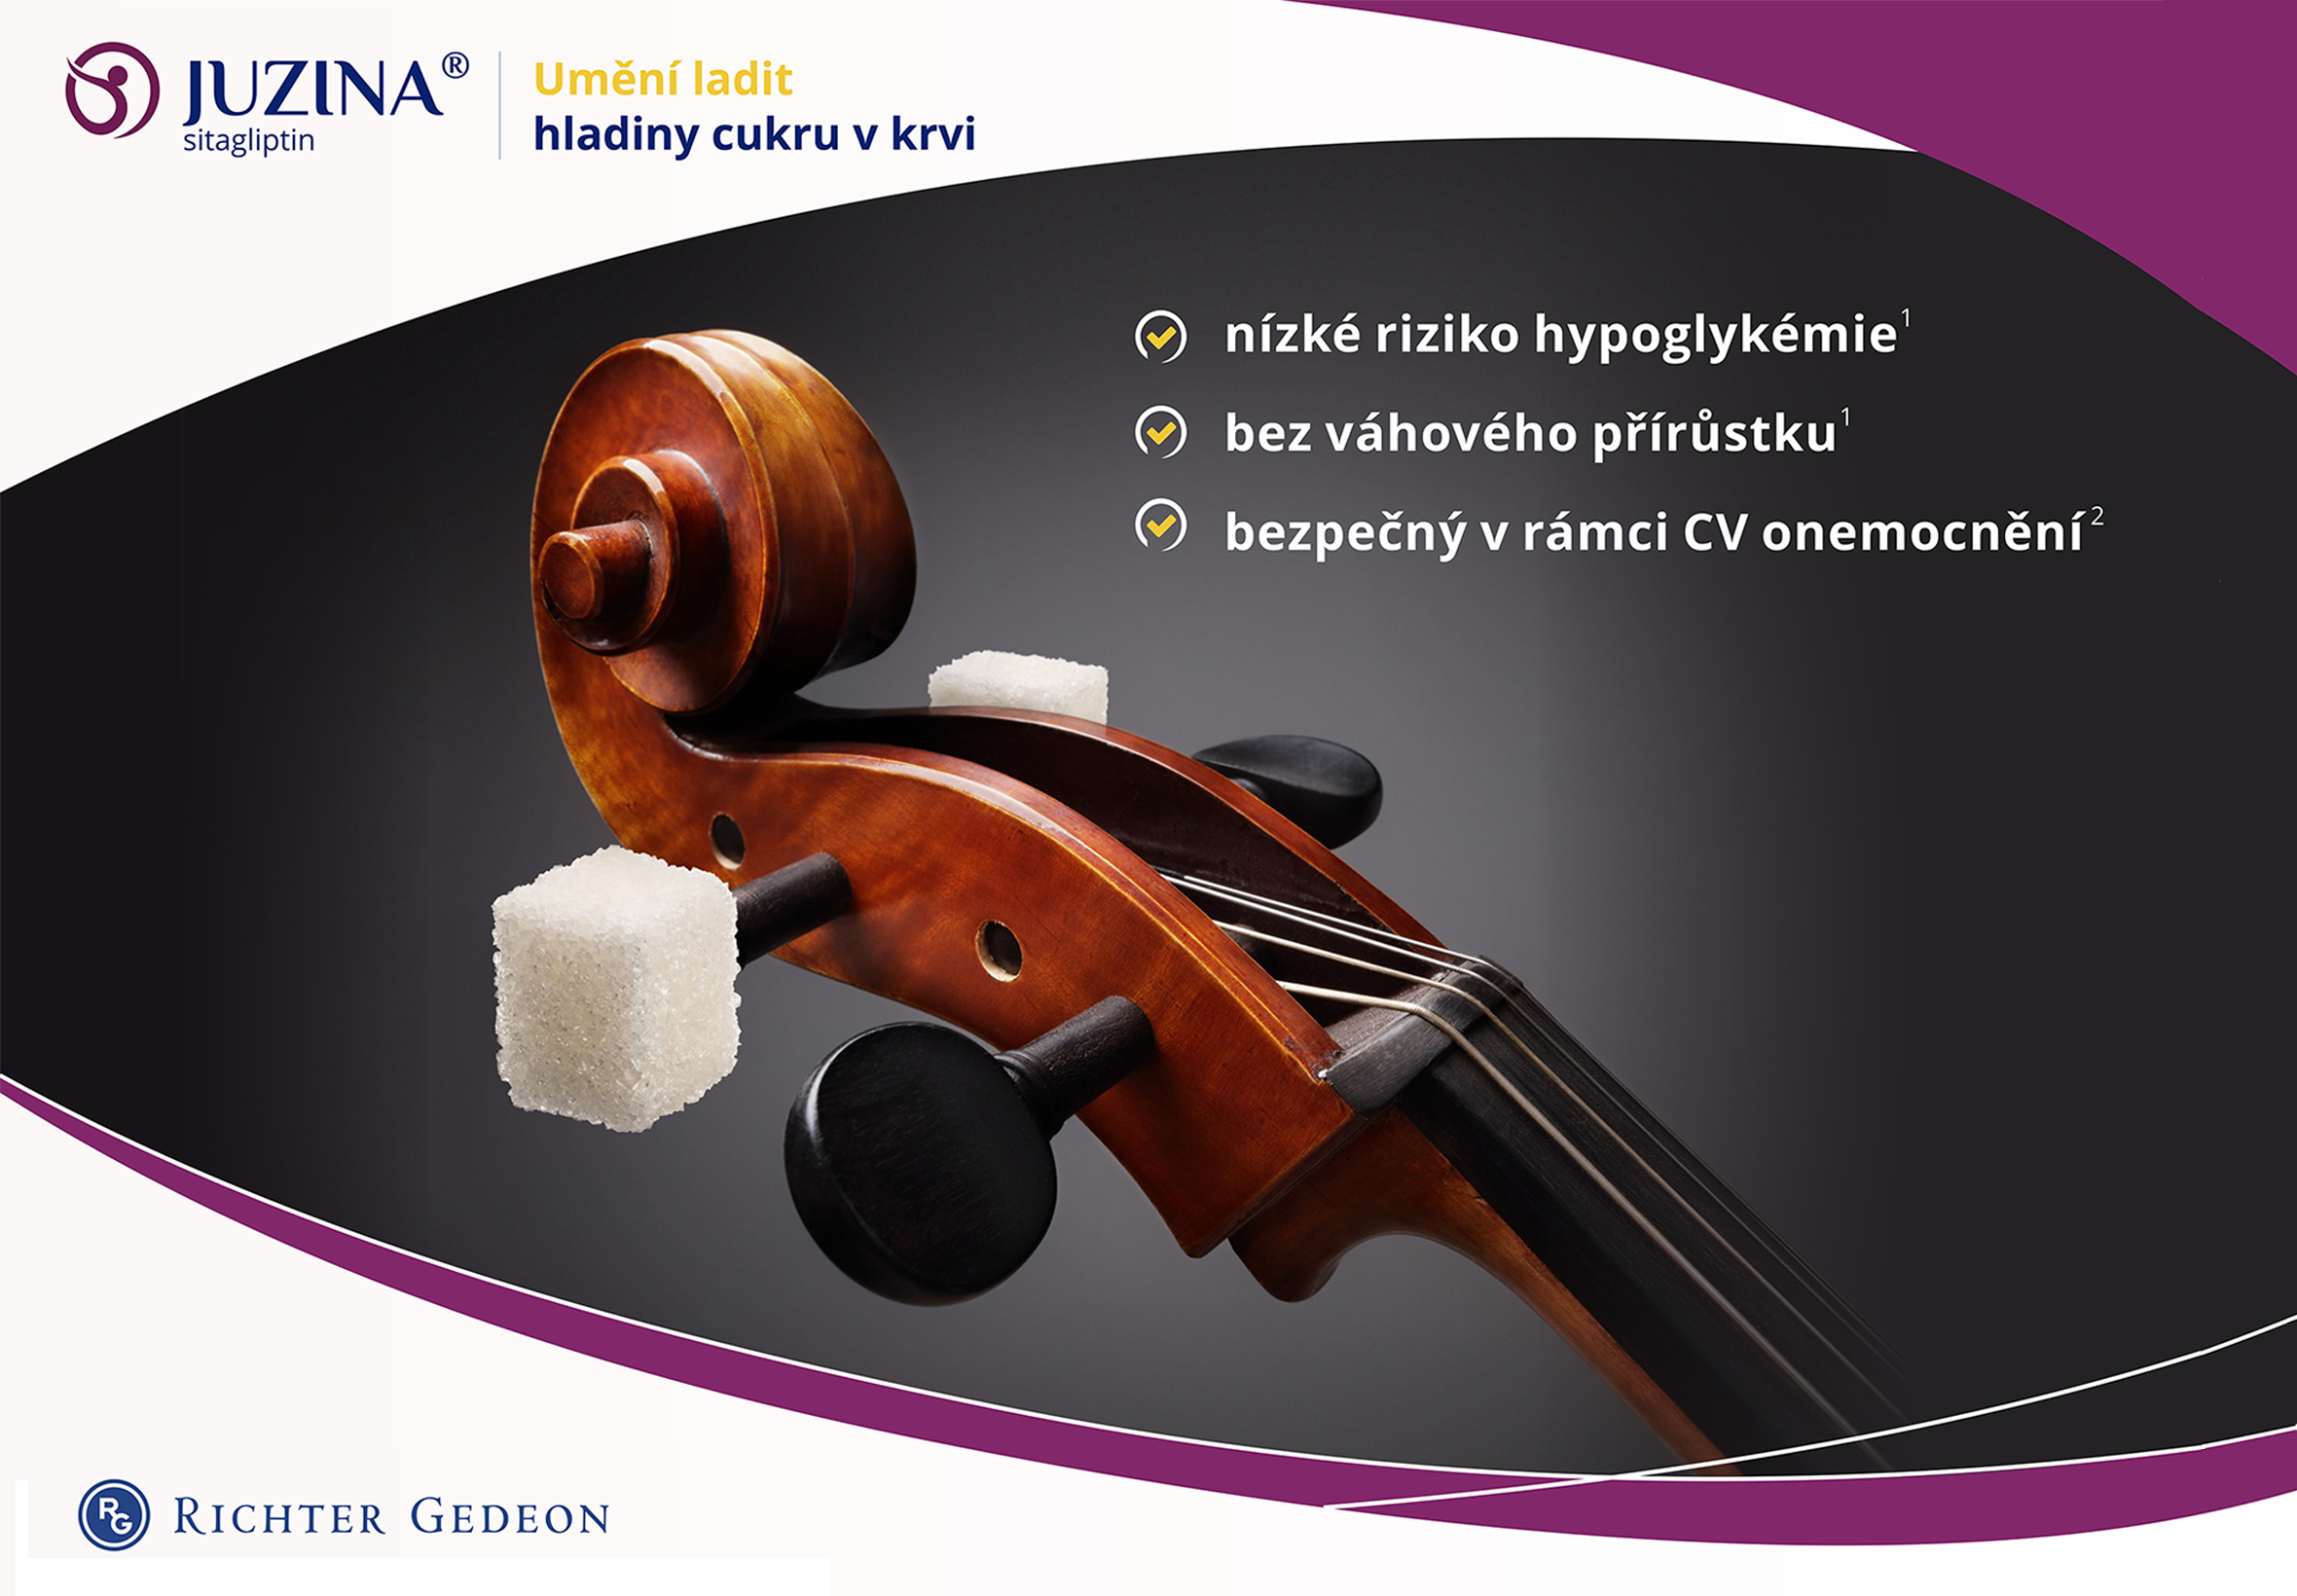 JUZINA®
sitagliptin
Umění ladit
hladiny cukru v krvi
nízké riziko hypoglykémie¹
bez váhového přírůstku¹
bezpečný v rámci CV onemocnění²
RG
RICHTER GEDEON